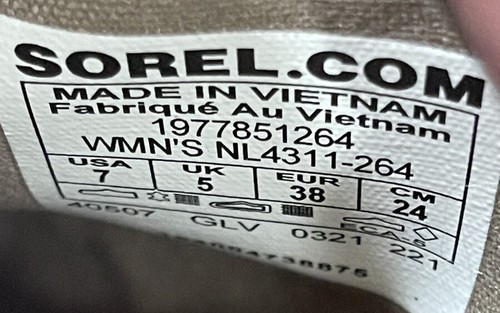 SOREL.COM
MADE IN VIETNAM
Fabriqué Au Vietnam
1977851264
WMN'S NL4311-264
USA UK EUR CM
7 5 38 24
ECA-S
40507 GLV 0321 221